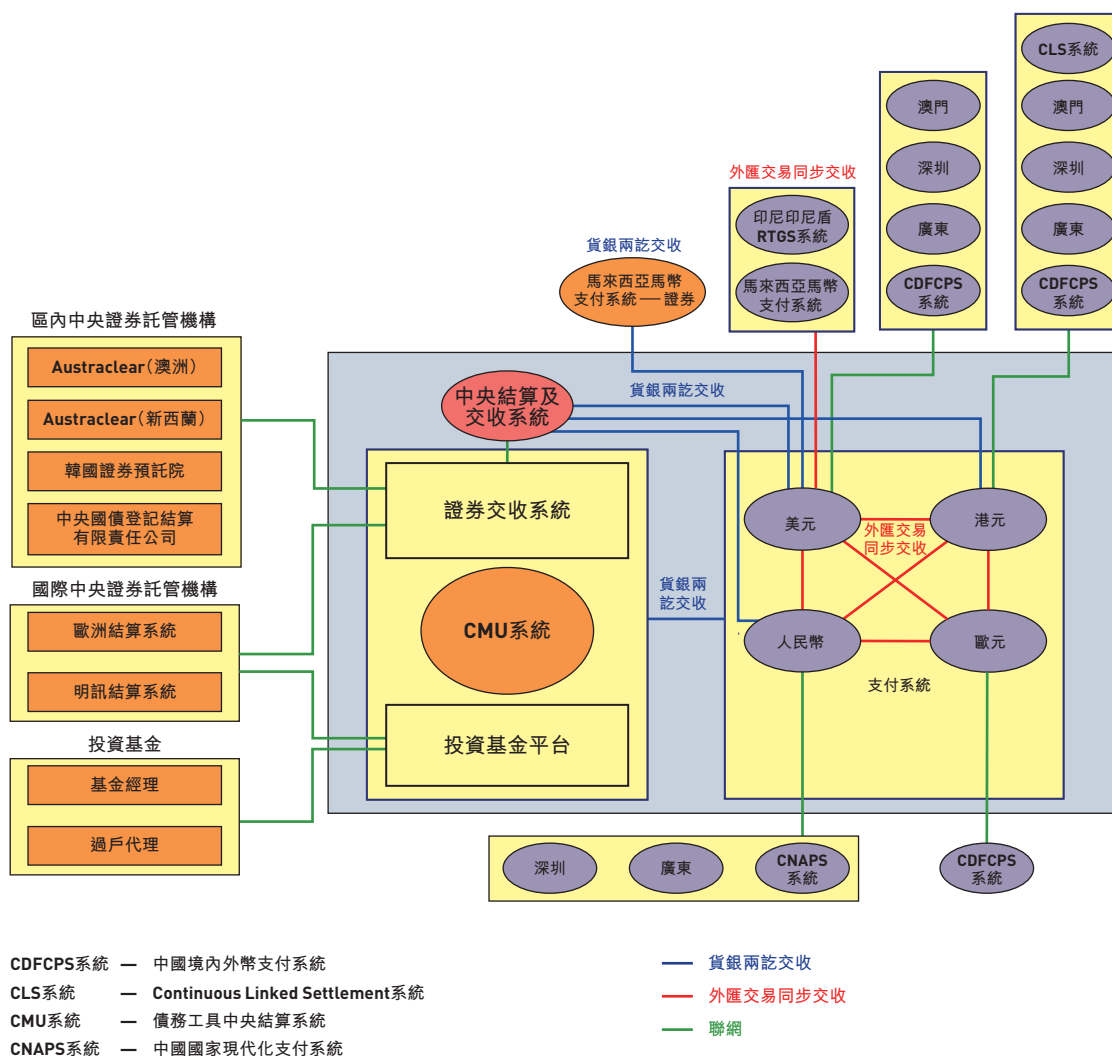 CLS系統
澳門
深圳
廣東
CDFCPS
系統
澳門
深圳
廣東
CDFCPS
系統
外匯交易同步交收
印尼印尼盾
RTGS系統
馬來西亞馬幣
支付系統
貨銀兩訖交收
馬來西亞馬幣
支付系統 — 證券
區內中央證券託管機構
Austraclear(澳洲)
Austraclear(新西蘭)
韓國證券預託院
中央國債登記結算
有限責任公司
國際中央證券託管機構
歐洲結算系統
明訊結算系統
投資基金
基金經理
過戶代理
中央結算及
交收系統
貨銀兩訖交收
證券交收系統
CMU系統
投資基金平台
貨銀兩
訖交收
美元
港元
外匯交易
同步交收
人民幣
歐元
支付系統
深圳
廣東
CNAPS
系統
CDFCPS
系統
CDFCPS系統 — 中國境內外幣支付系統
CLS系統 — Continuous Linked Settlement系統
CMU系統 — 債務工具中央結算系統
CNAPS系統 — 中國國家現代化支付系統
貨銀兩訖交收
外匯交易同步交收
聯網